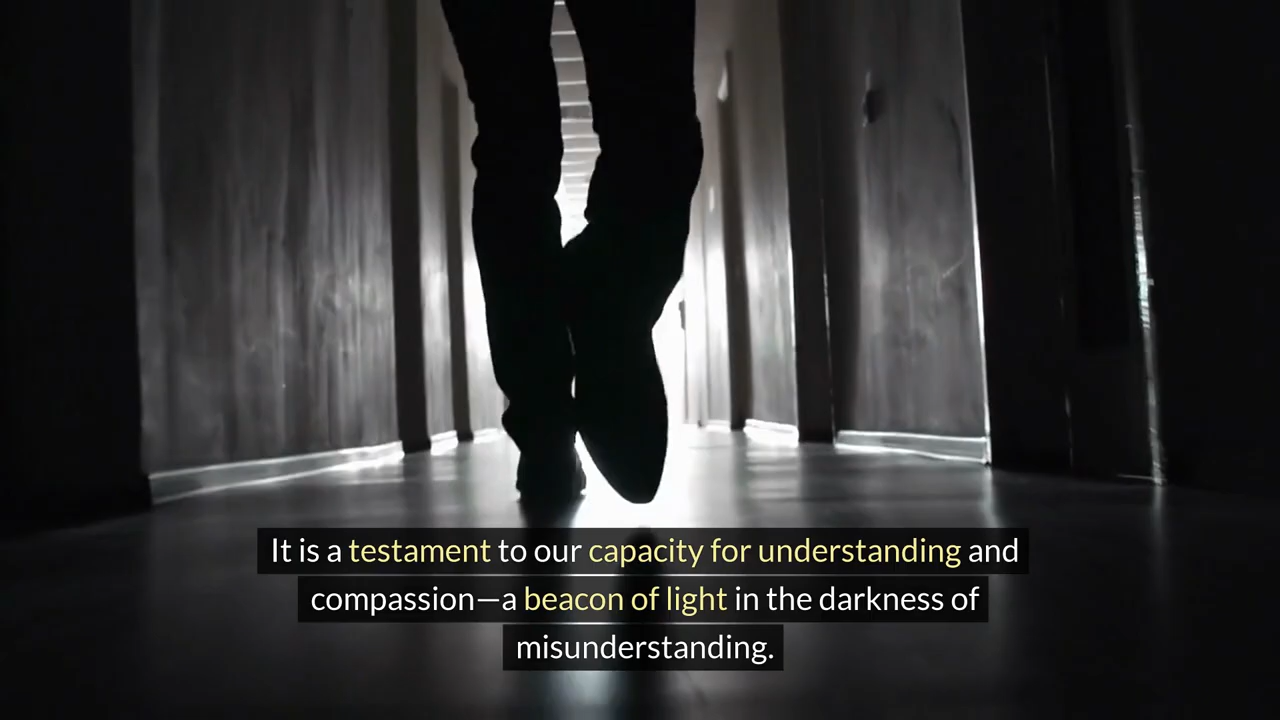 It is a testament to our capacity for understanding and
compassion—a beacon of light in the darkness of
misunderstanding.